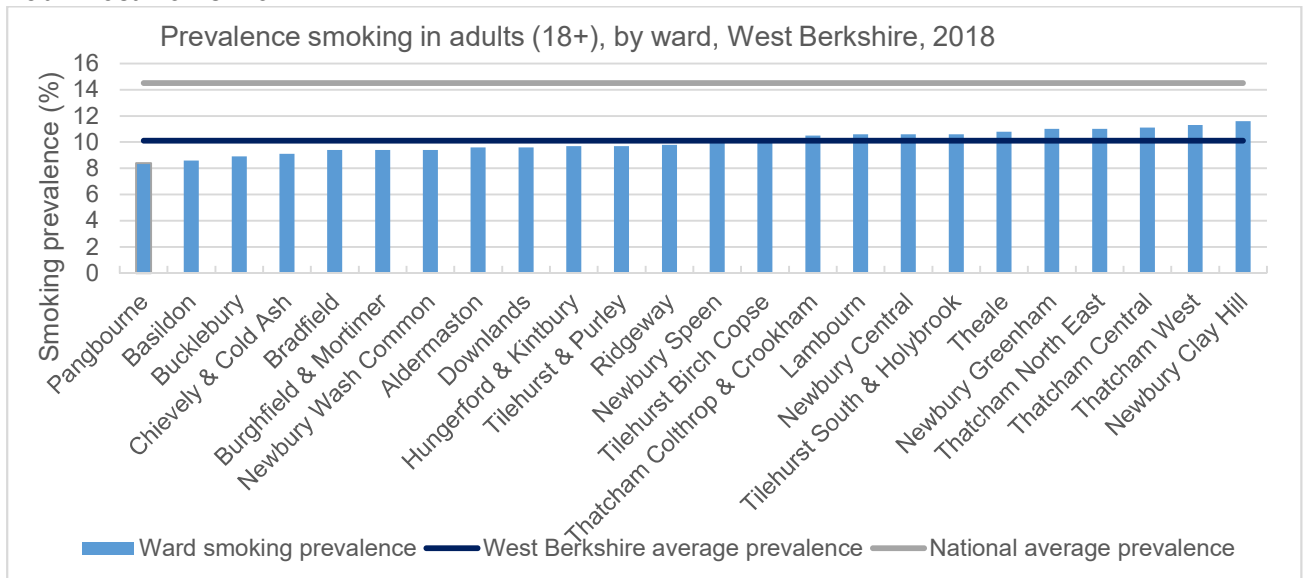 Prevalence smoking in adults (18+), by ward, West Berkshire, 2018
Smoking prevalence (%)
16
14
12
10
8
6
4
2
0
Pangbourne
Basildon
Bucklebury
Chievely & Cold Ash
Bradfield
Burghfield & Mortimer
Newbury Wash Common
Aldermaston
Downlands
Hungerford & Kintbury
Tilehurst & Purley
Ridgeway
Newbury Speen
Tilehurst Birch Copse
Thatcham Colthrop & Crookham
Lambourn
Newbury Central
Tilehurst South & Holybrook
Theale
Newbury Greenham
Thatcham North East
Thatcham Central
Thatcham West
Newbury Clay Hill
Ward smoking prevalence
West Berkshire average prevalence
National average prevalence